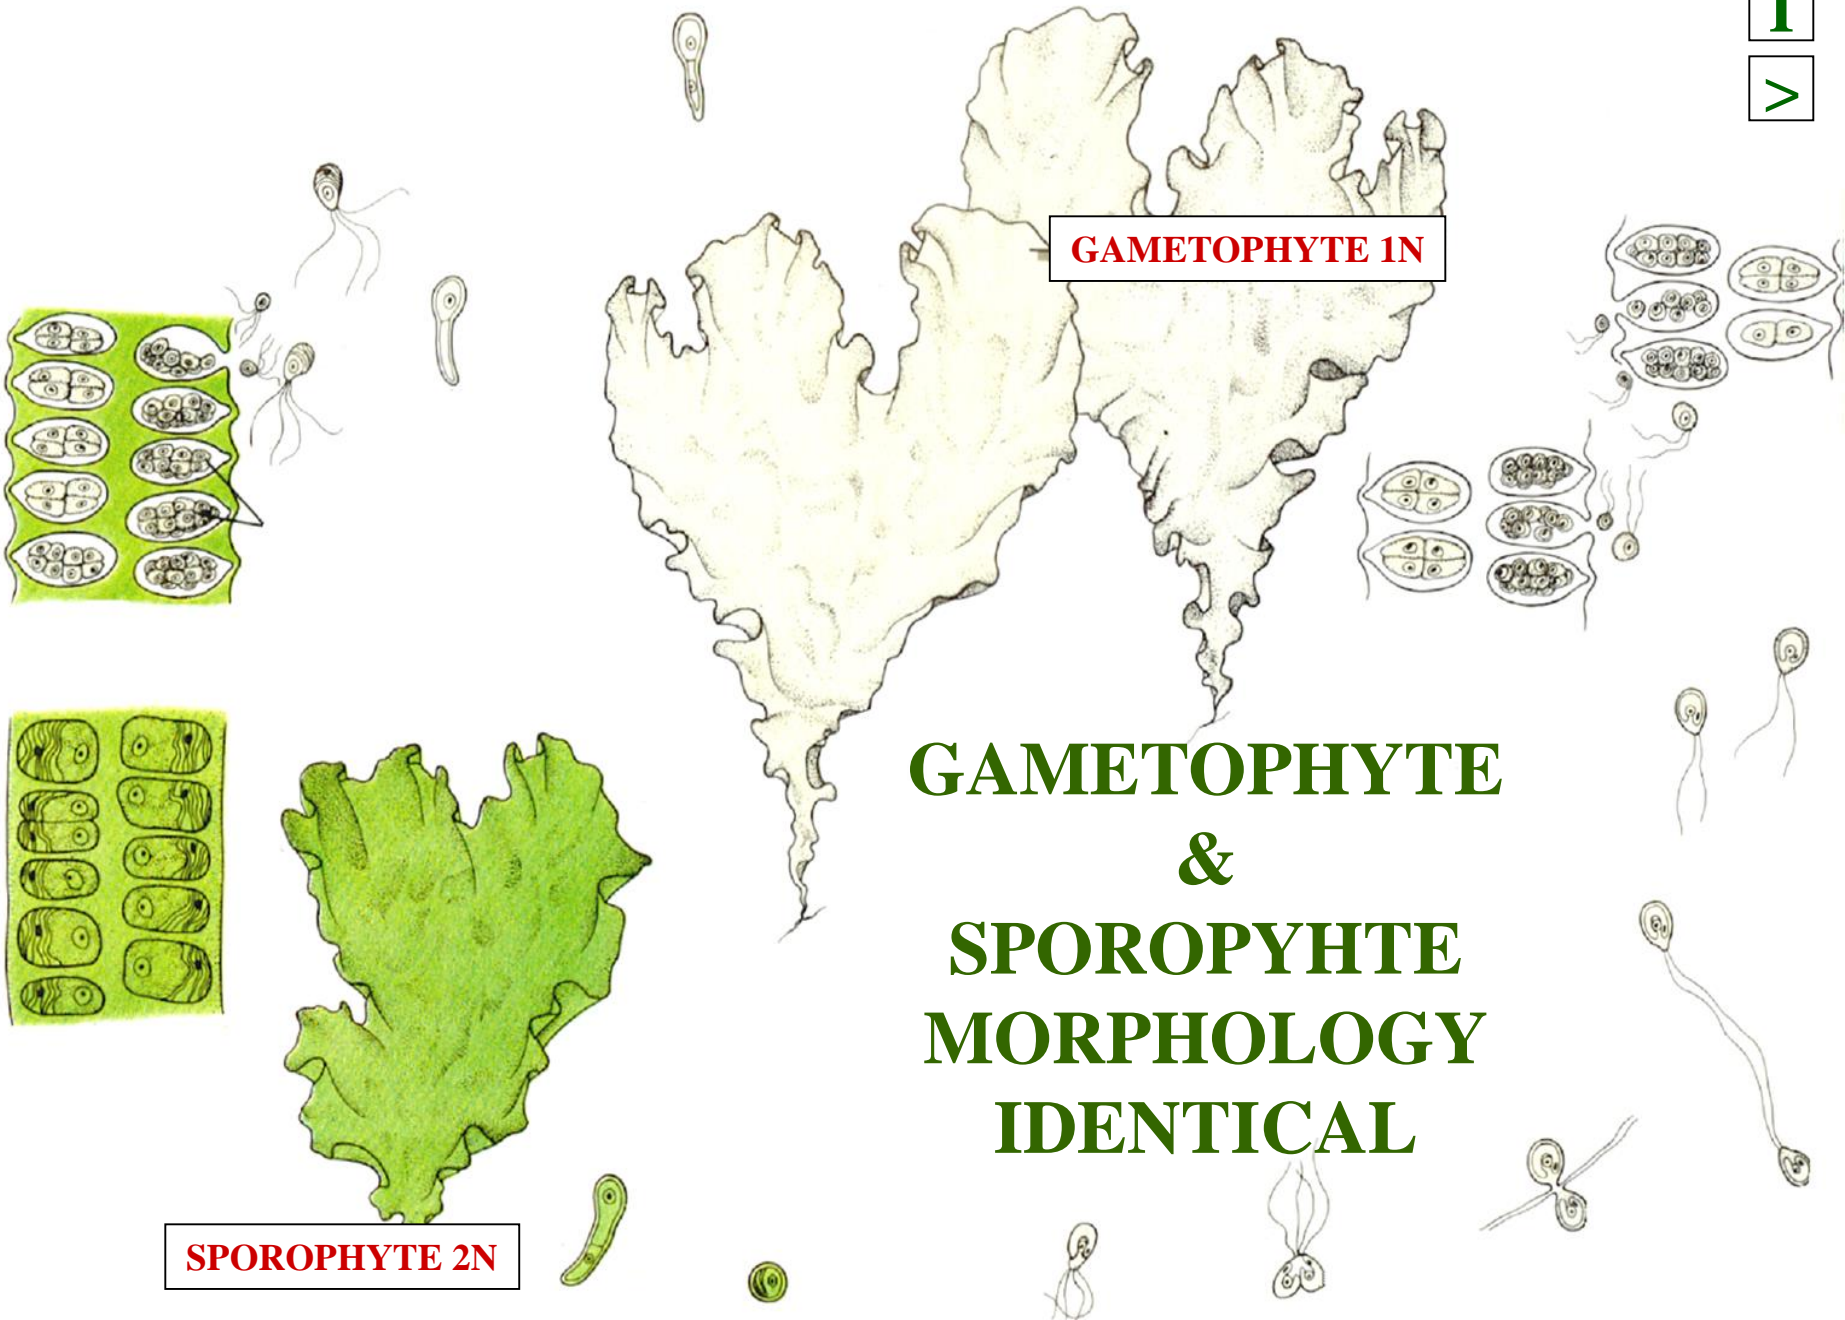 >
GAMETOPHYTE 1N
GAMETOPHYTE
&
SPOROPYHTE
MORPHOLOGY
IDENTICAL
SPOROPHYTE 2N